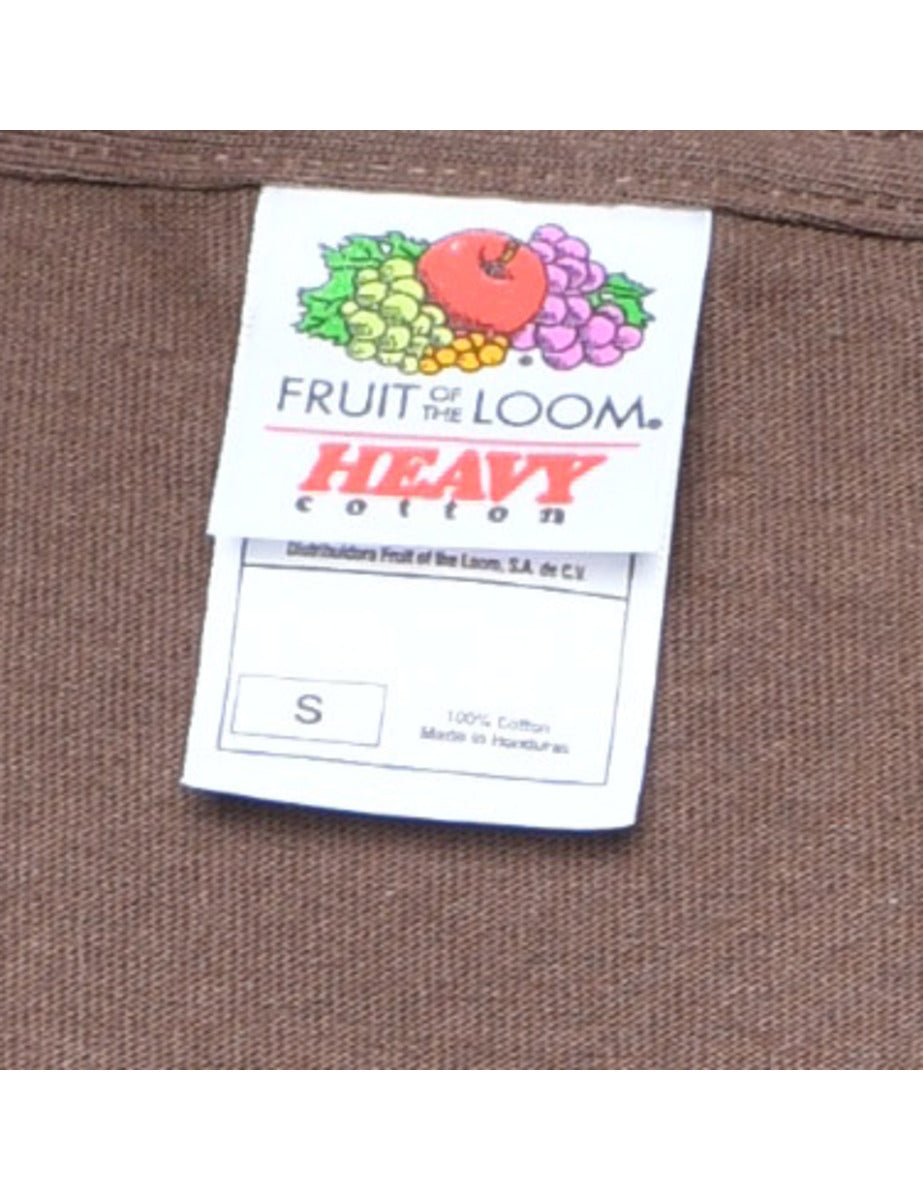 FRUIT OF THE LOOM®
HEAVY
cotton
Distribuidora Fruit of the Loom, S.A. de C.V.
S
100% Cotton
Made in Honduras